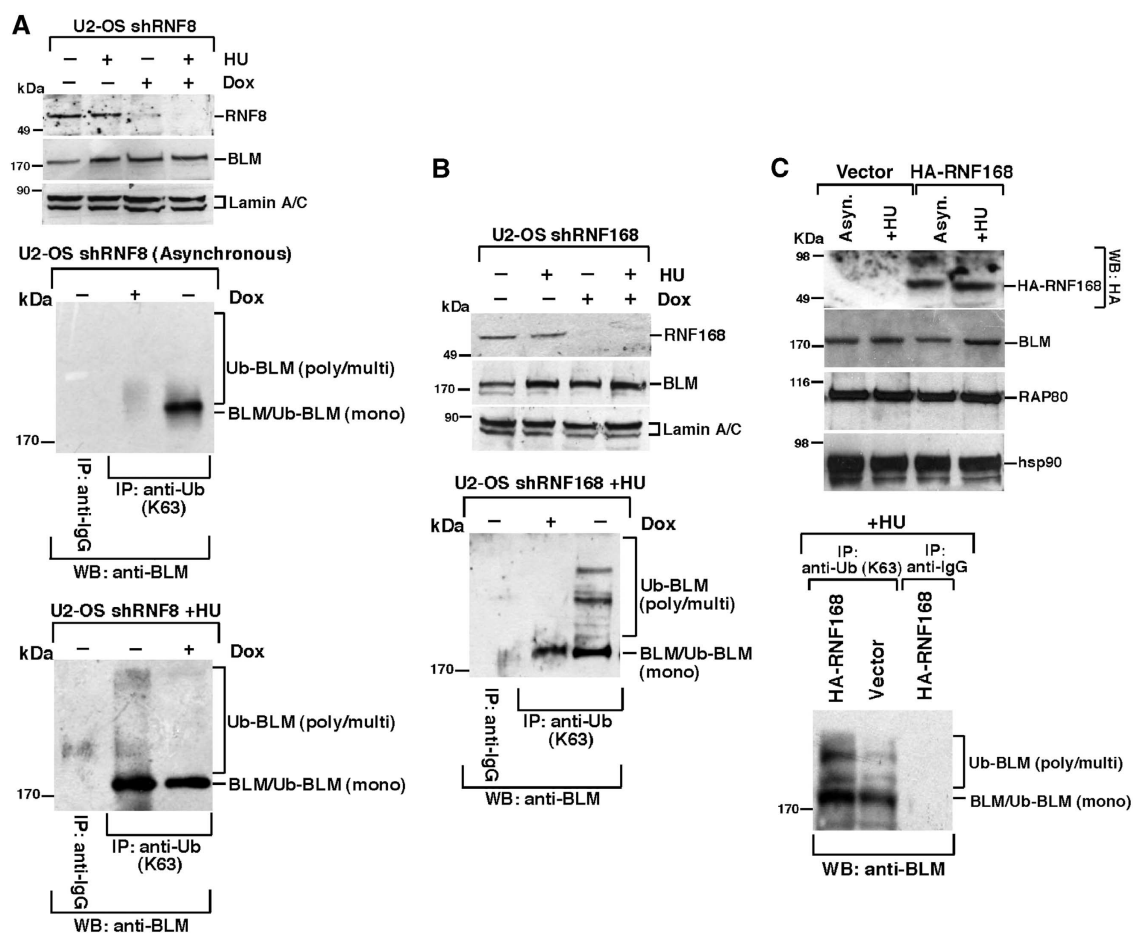 A
U2-OS shRNF8
– + – + HU
kDa – – + + Dox
RNF8
49
BLM
170
90
Lamin A/C
U2-OS shRNF8 (Asynchronous)
kDa – + – Dox
Ub-BLM (poly/multi)
BLM/Ub-BLM (mono)
170
IP: anti-IgG
IP: anti-Ub
(K63)
WB: anti-BLM
U2-OS shRNF8 +HU
kDa – – + Dox
Ub-BLM (poly/multi)
BLM/Ub-BLM (mono)
170
IP: anti-IgG
IP: anti-Ub
(K63)
WB: anti-BLM
B
U2-OS shRNF168
– + – + HU
– – + + Dox
kDa
RNF168
49
BLM
170
90
Lamin A/C
U2-OS shRNF168 +HU
kDa – + – Dox
Ub-BLM
(poly/multi)
BLM/Ub-BLM
(mono)
170
IP: anti-IgG
IP: anti-Ub
(K63)
WB: anti-BLM
C
Vector HA-RNF168
Asyn. +HU Asyn. +HU
KDa
98
HA-RNF168
49
WB: HA
BLM
170
116
RAP80
98
hsp90
+HU
IP:
anti-Ub (K63)
IP:
anti-IgG
HA-RNF168 Vector HA-RNF168
Ub-BLM (poly/multi)
BLM/Ub-BLM (mono)
170
WB: anti-BLM